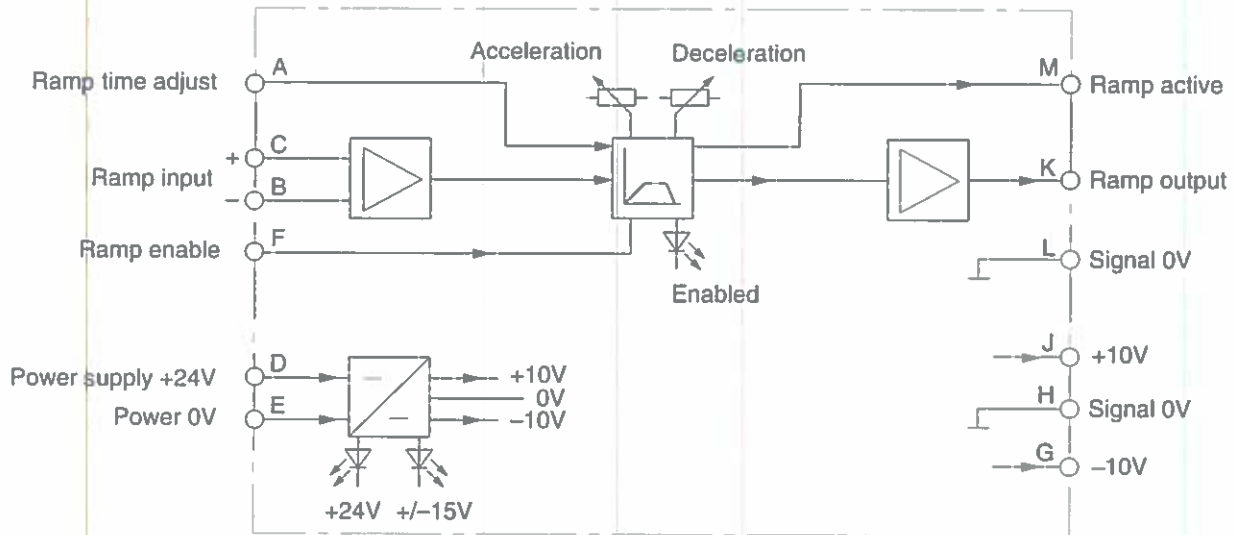 Acceleration
Deceleration
Ramp time adjust
A
M
Ramp active
+
C
Ramp input
B
−
K
Ramp output
Ramp enable
F
L
Signal 0V
Enabled
Power supply +24V
D
+10V
0V
−10V
Power 0V
E
J
+10V
H
Signal 0V
G
−10V
+24V
+/−15V